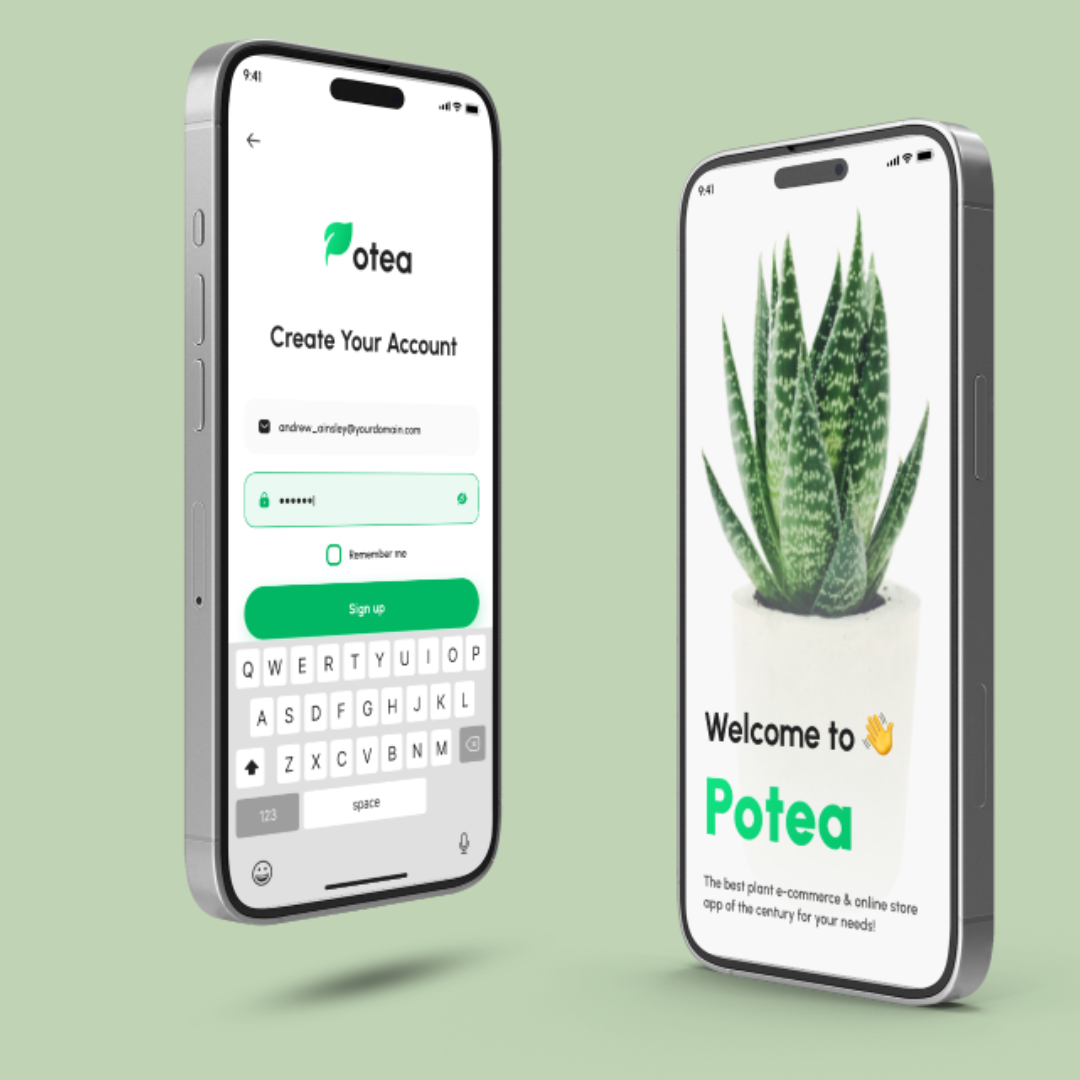 9:41
Potea
Create Your Account
andrew_ainsley@yourdomain.com
••••••
Remember me
Sign up
Q W E R T Y U I O P
A S D F G H J K L
Z X C V B N M
123 space
9:41
Welcome to 👋
Potea
The best plant e-commerce & online store
app of the century for your needs!